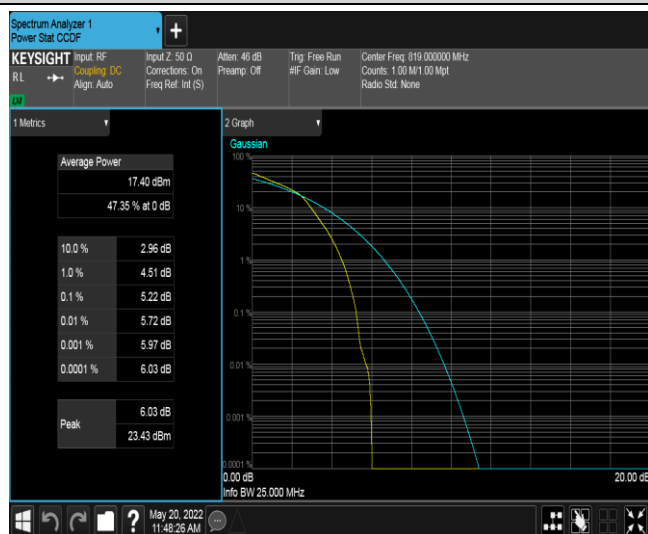 Spectrum Analyzer 1
Power Stat CCDF
+
KEYSIGHT
RL
LXI
Input: RF
Coupling: DC
Align: Auto
Input Z: 50 Ω
Corrections: On
Freq Ref: Int (S)
Atten: 46 dB
Preamp: Off
Trig: Free Run
#IF Gain: Low
Center Freq: 819.000000 MHz
Counts: 1.00 M/1.00 Mpt
Radio Std: None
1 Metrics
Average Power
17.40 dBm
47.35 % at 0 dB
10.0 % 2.96 dB
1.0 % 4.51 dB
0.1 % 5.22 dB
0.01 % 5.72 dB
0.001 % 5.97 dB
0.0001 % 6.03 dB
Peak
6.03 dB
23.43 dBm
2 Graph
Gaussian
100 %
10 %
1 %
0.1 %
0.01 %
0.001 %
0.0001 %
0.00 dB
20.00 dB
Info BW 25.000 MHz
?
May 20, 2022
11:48:26 AM